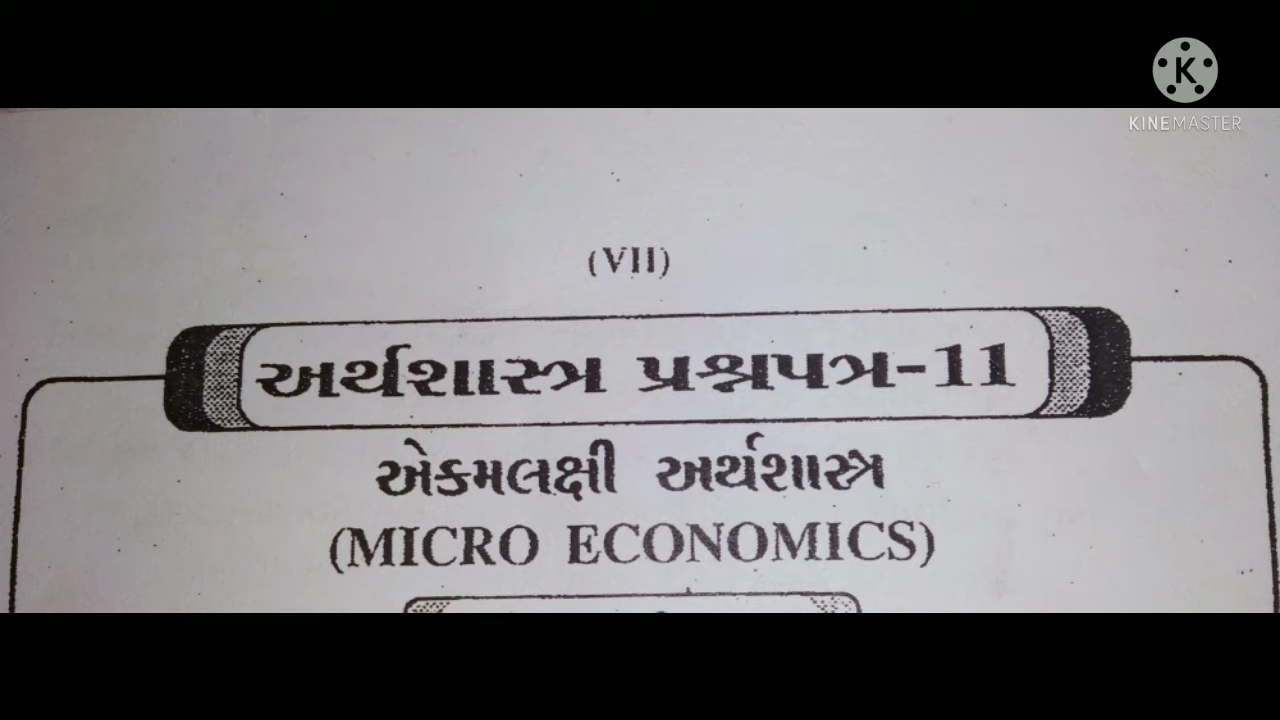 K
KINEMASTER
(VII)
અર્થશાસ્ત્ર પ્રશ્નપત્ર-11
એકમલક્ષી અર્થશાસ્ત્ર
(MICRO ECONOMICS)